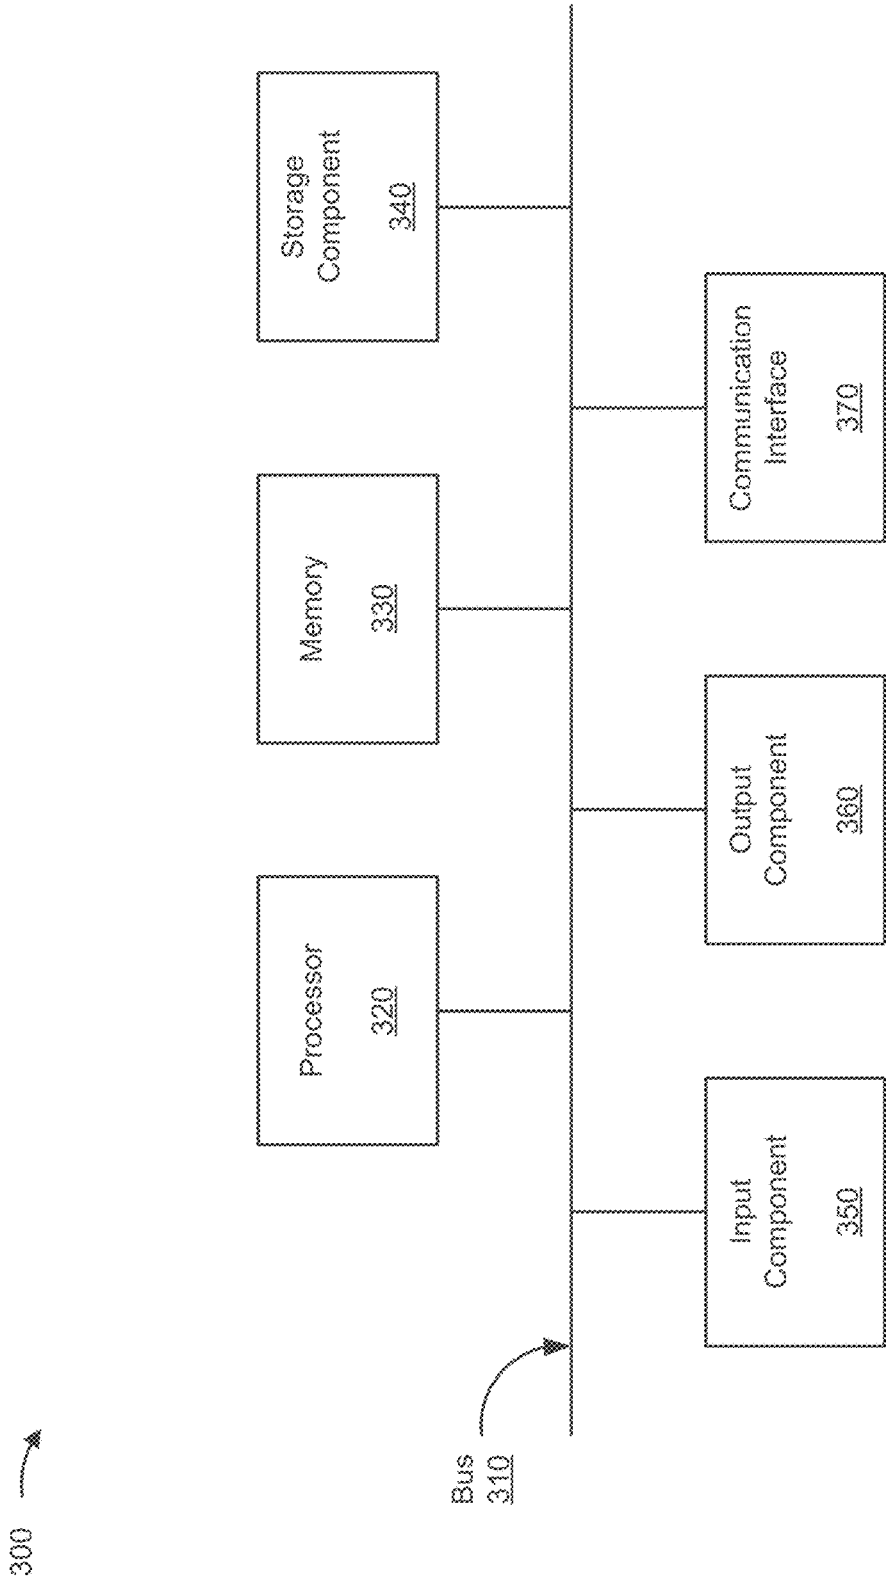 300
Processor
320
Memory
330
Storage
Component
340
Bus
310
Input
Component
350
Output
Component
360
Communication
Interface
370